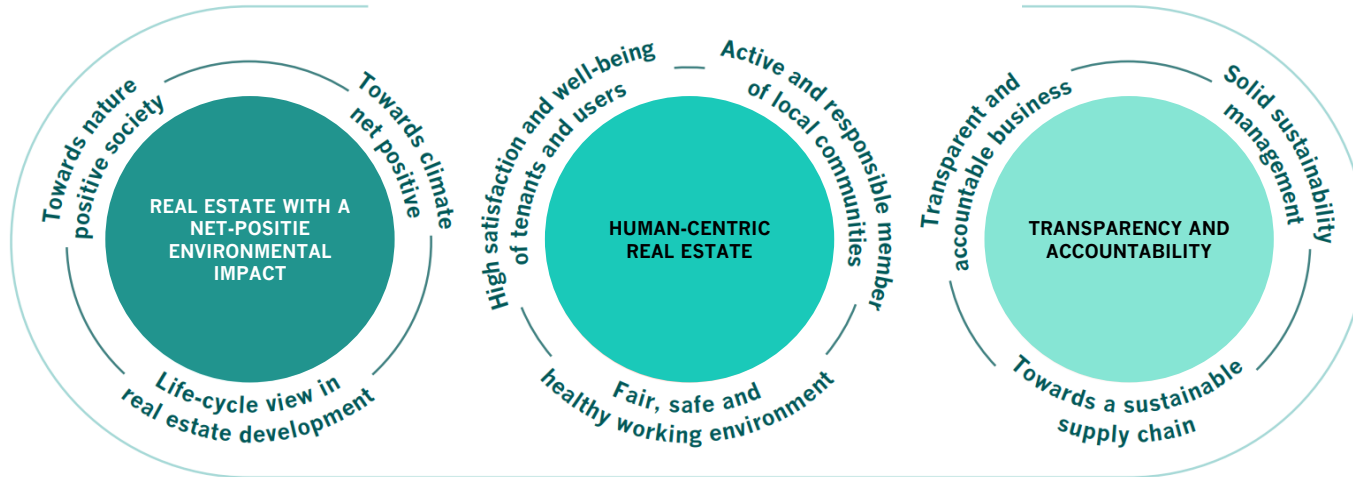 Towards nature
positive society
Towards climate
net positive
REAL ESTATE WITH A
NET-POSITIE
ENVIRONMENTAL
IMPACT
Life-cycle view in
real estate development
High satisfaction and well-being
of tenants and users
Active and responsible member
of local communities
HUMAN-CENTRIC
REAL ESTATE
Fair, safe and
healthy working environment
Transparent and
accountable business
Solid sustainability
management
TRANSPARENCY AND
ACCOUNTABILITY
Towards a sustainable
supply chain